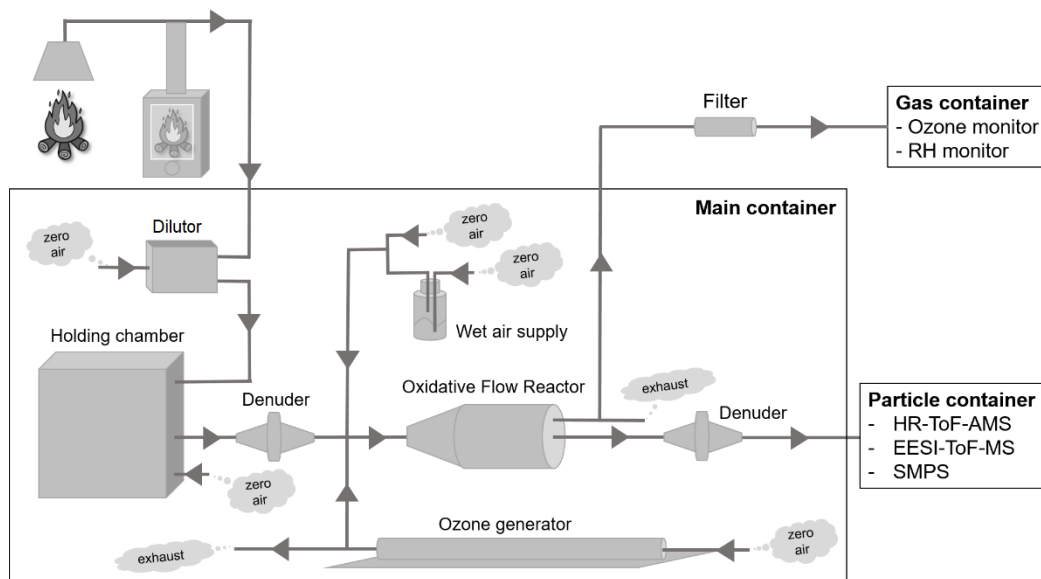 Filter
Gas container
- Ozone monitor
- RH monitor
Main container
zero
air
Dilutor
zero
air
zero
air
Wet air supply
Holding chamber
Denuder
Oxidative Flow Reactor
exhaust
Denuder
Particle container
- HR-ToF-AMS
- EESI-ToF-MS
- SMPS
zero
air
Ozone generator
exhaust
zero
air